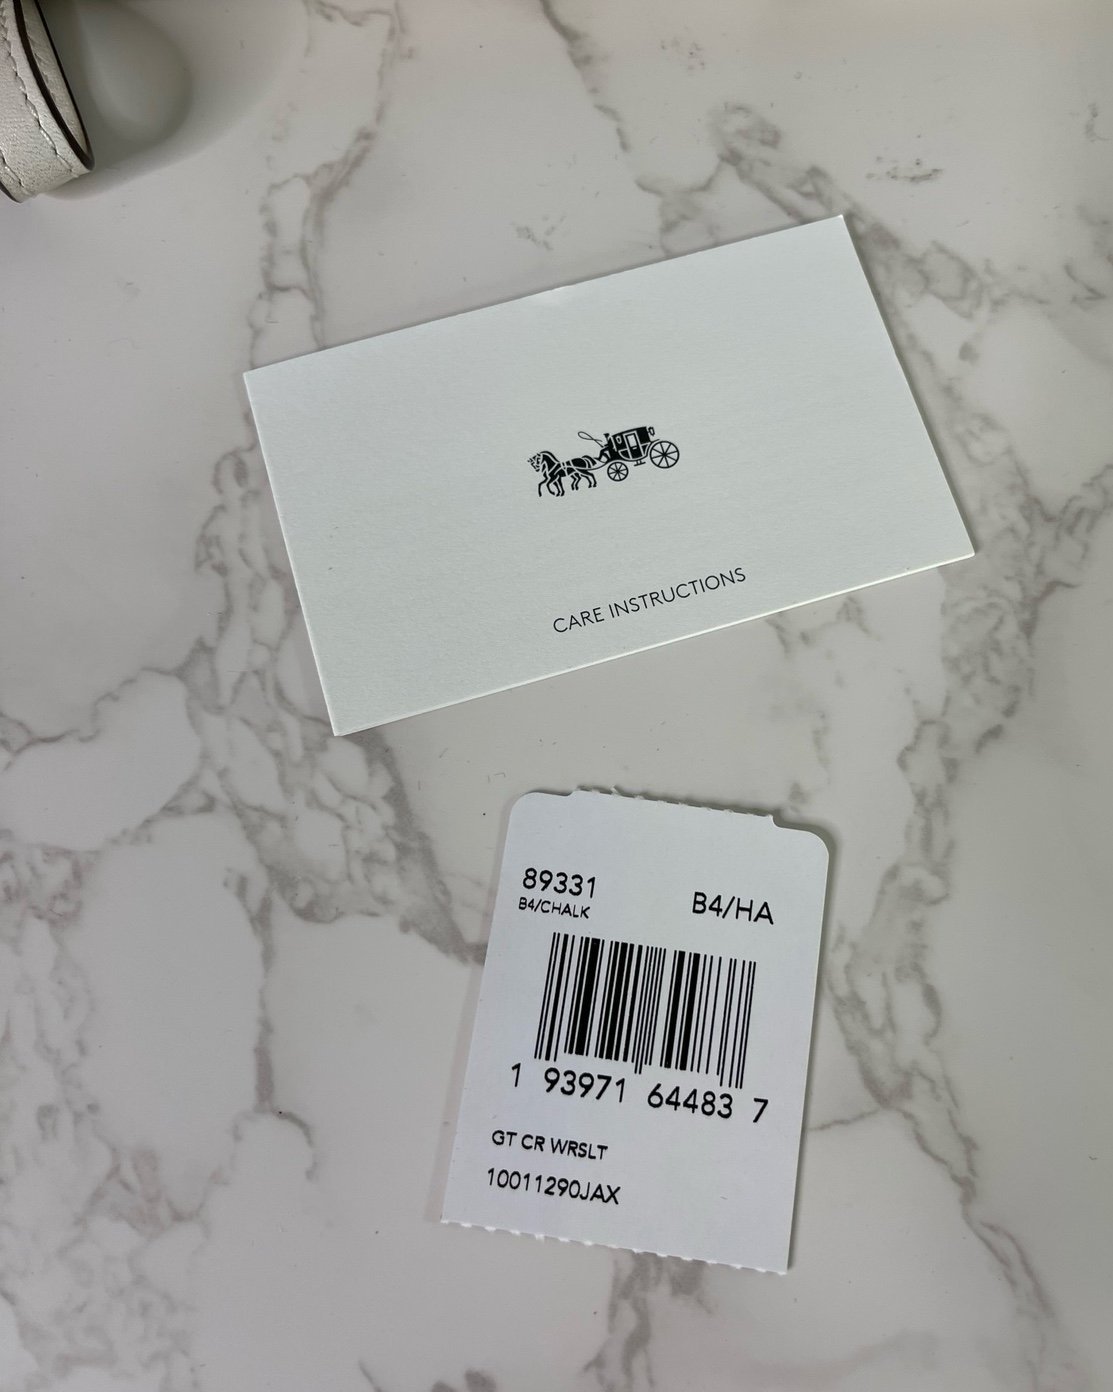 CARE INSTRUCTIONS
89331
B4/CHALK
B4/HA
1 93971 64483 7
GT CR WRSLT
10011290JAX